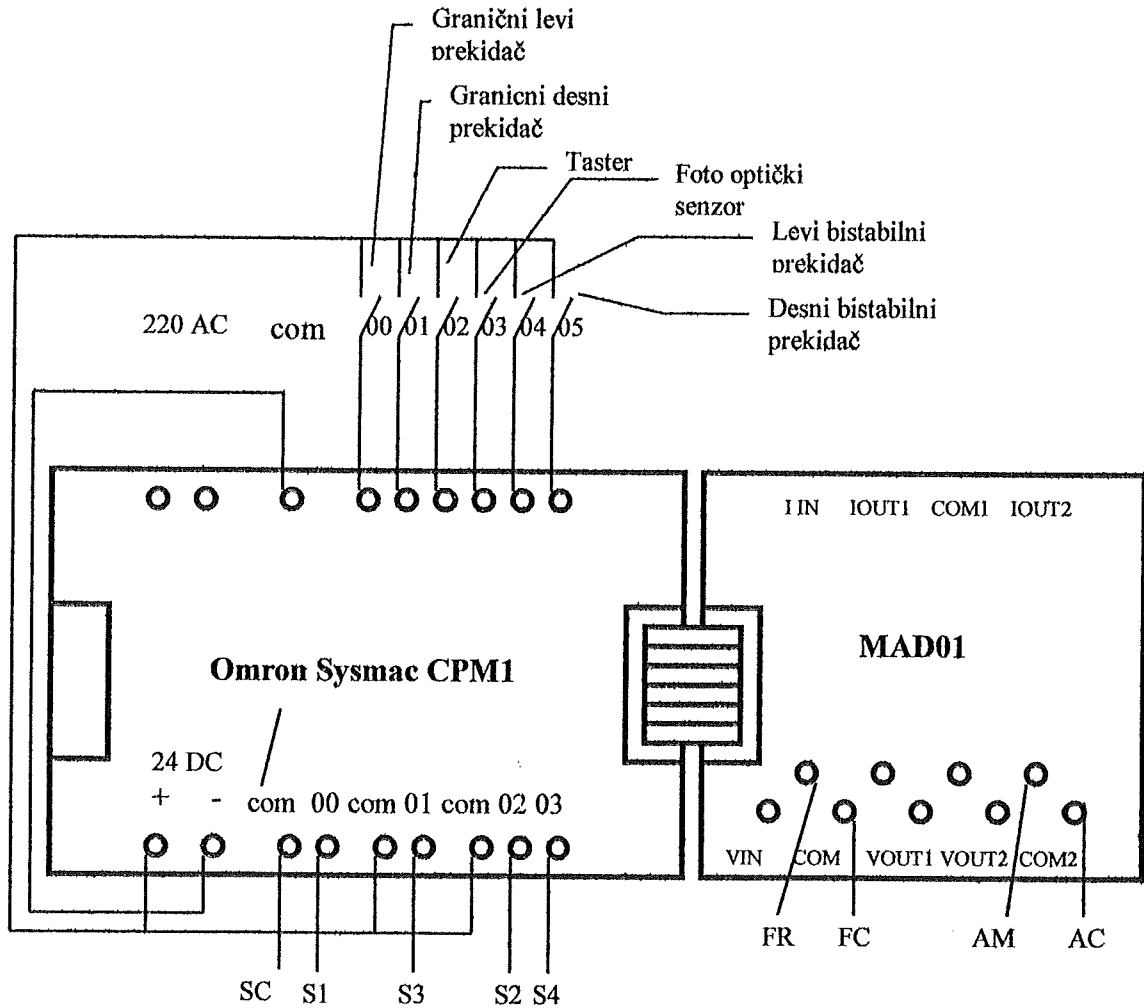 Granični levi
prekidač
Granicni desni
prekidač
Taster
Foto optički
senzor
Levi bistabilni
prekidač
Desni bistabilni
prekidač
220 AC com 00 01 02 03 04 05
I IN IOUT1 COM1 IOUT2
Omron Sysmac CPM1
MAD01
24 DC
+ - com 00 com 01 com 02 03
VIN COM VOUT1 VOUT2 COM2
FR FC AM AC
SC S1 S3 S2 S4